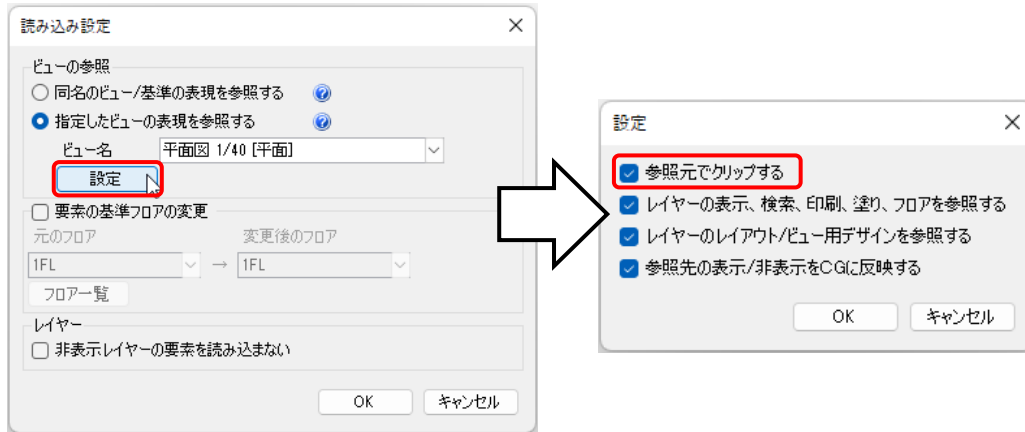 読み込み設定
ビューの参照
同名のビュー/基準の表現を参照する
指定したビューの表現を参照する
ビュー名 平面図 1/40 [平面]
設定
要素の基準フロアの変更
元のフロア 変更後のフロア
1FL → 1FL
フロア一覧
レイヤー
非表示レイヤーの要素を読み込まない
OK キャンセル
設定
参照元でクリップする
レイヤーの表示、検索、印刷、塗り、フロアを参照する
レイヤーのレイアウト/ビュー用デザインを参照する
参照先の表示/非表示をCGに反映する
OK キャンセル